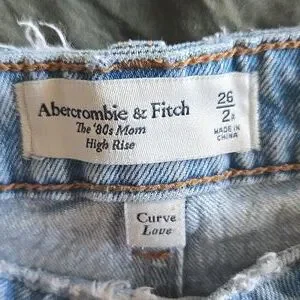 Abercrombie & Fitch
The '80s Mom
High Rise
26
2R
MADE IN
CHINA
Curve
Love